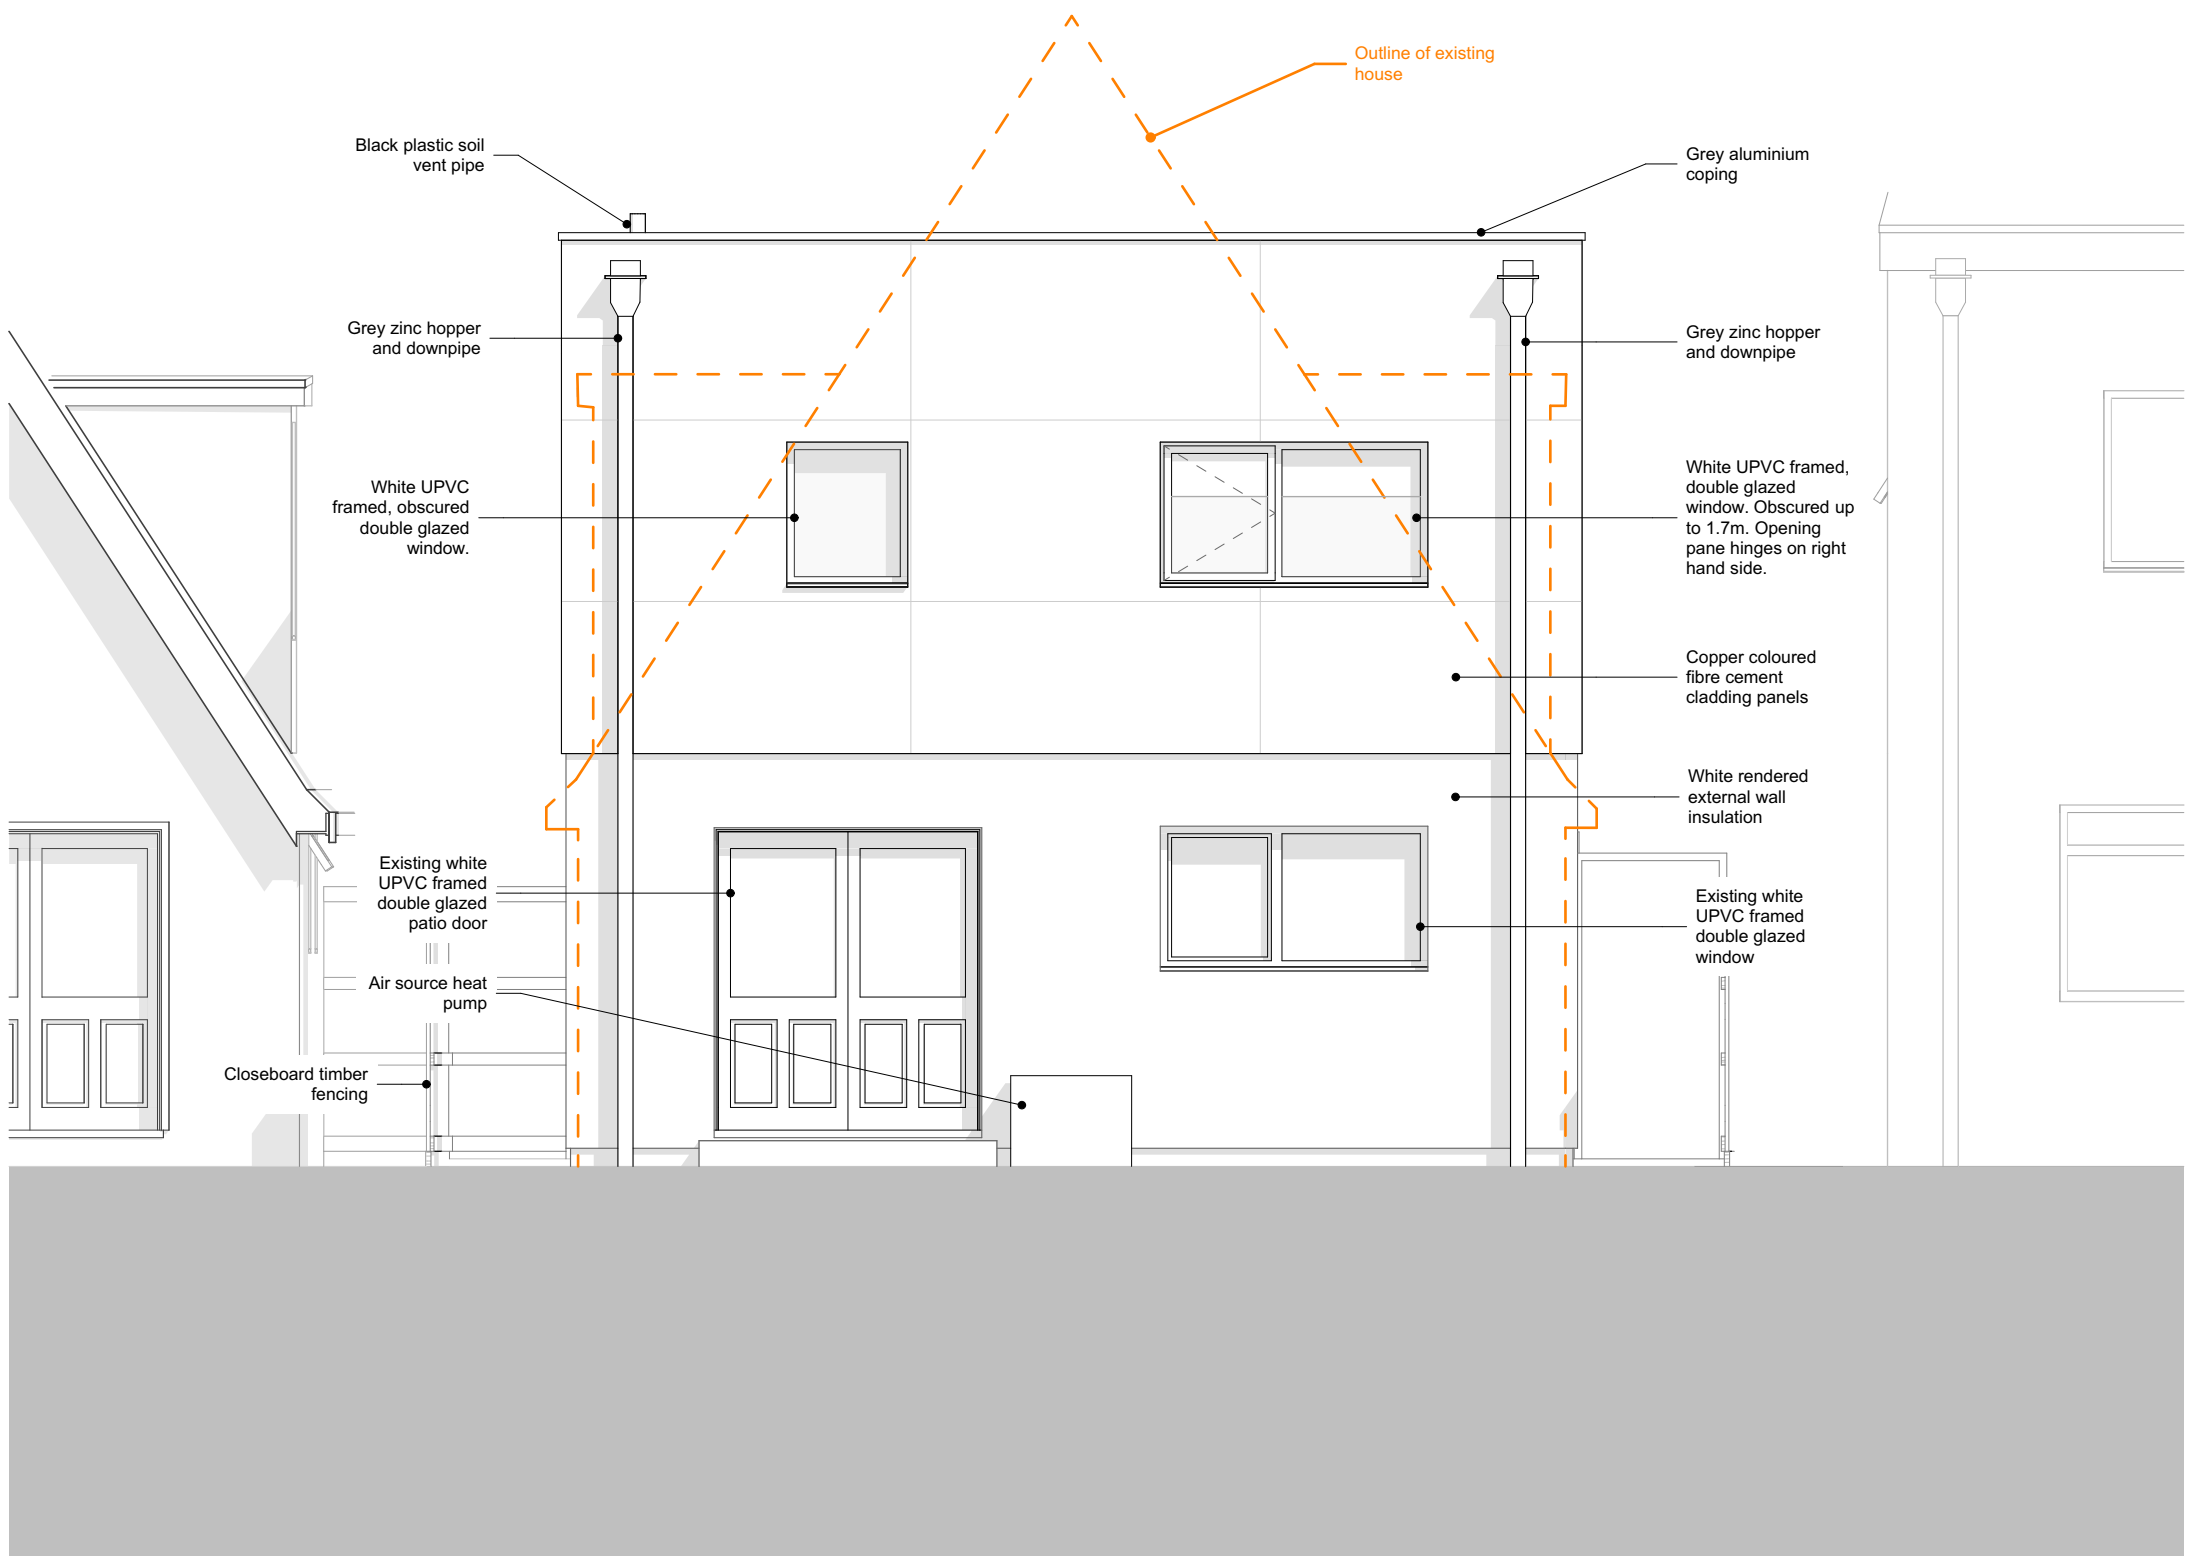 Outline of existing
house
Black plastic soil
vent pipe
Grey aluminium
coping
Grey zinc hopper
and downpipe
Grey zinc hopper
and downpipe
White UPVC
framed, obscured
double glazed
window.
White UPVC framed,
double glazed
window. Obscured up
to 1.7m. Opening
pane hinges on right
hand side.
Copper coloured
fibre cement
cladding panels
White rendered
external wall
insulation
Existing white
UPVC framed
double glazed
patio door
Existing white
UPVC framed
double glazed
window
Air source heat
pump
Closeboard timber
fencing